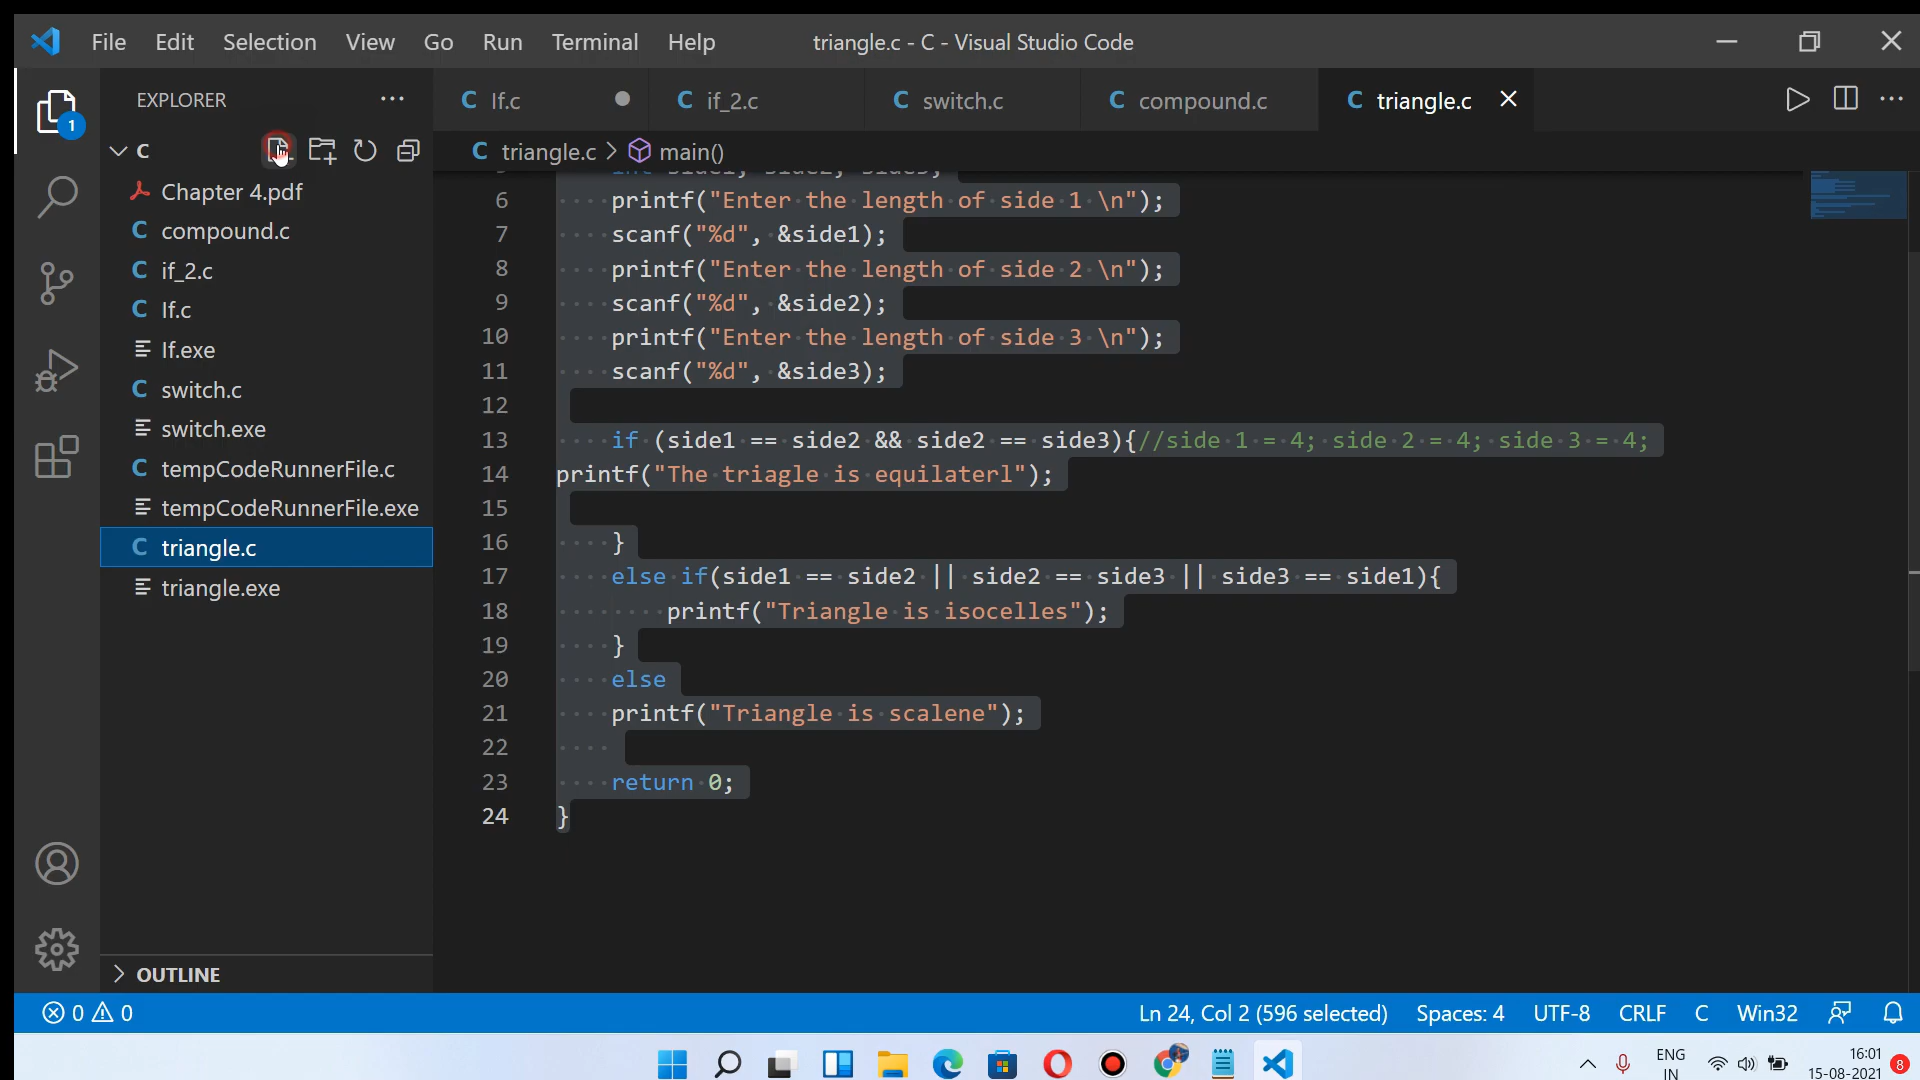 File Edit Selection View Go Run Terminal Help triangle.c - C - Visual Studio Code
EXPLORER
If.c if_2.c switch.c compound.c triangle.c
C
triangle.c > main()
Chapter 4.pdf
compound.c
if_2.c
If.c
If.exe
switch.c
switch.exe
tempCodeRunnerFile.c
tempCodeRunnerFile.exe
triangle.c
triangle.exe
OUTLINE
int side1, side2, side3;
6 printf("Enter the length of side 1 \n");
7 scanf("%d", &side1);
8 printf("Enter the length of side 2 \n");
9 scanf("%d", &side2);
10 printf("Enter the length of side 3 \n");
11 scanf("%d", &side3);
12
13 if (side1 == side2 && side2 == side3){//side 1 = 4; side 2 = 4; side 3 = 4;
14 printf("The triagle is equilaterl");
15
16 }
17 else if(side1 == side2 || side2 == side3 || side3 == side1){
18 printf("Triangle is isocelles");
19 }
20 else
21 printf("Triangle is scalene");
22
23 return 0;
24 }
0 0 Ln 24, Col 2 (596 selected) Spaces: 4 UTF-8 CRLF C Win32
ENG
IN
16:01
15-08-2021
8
1